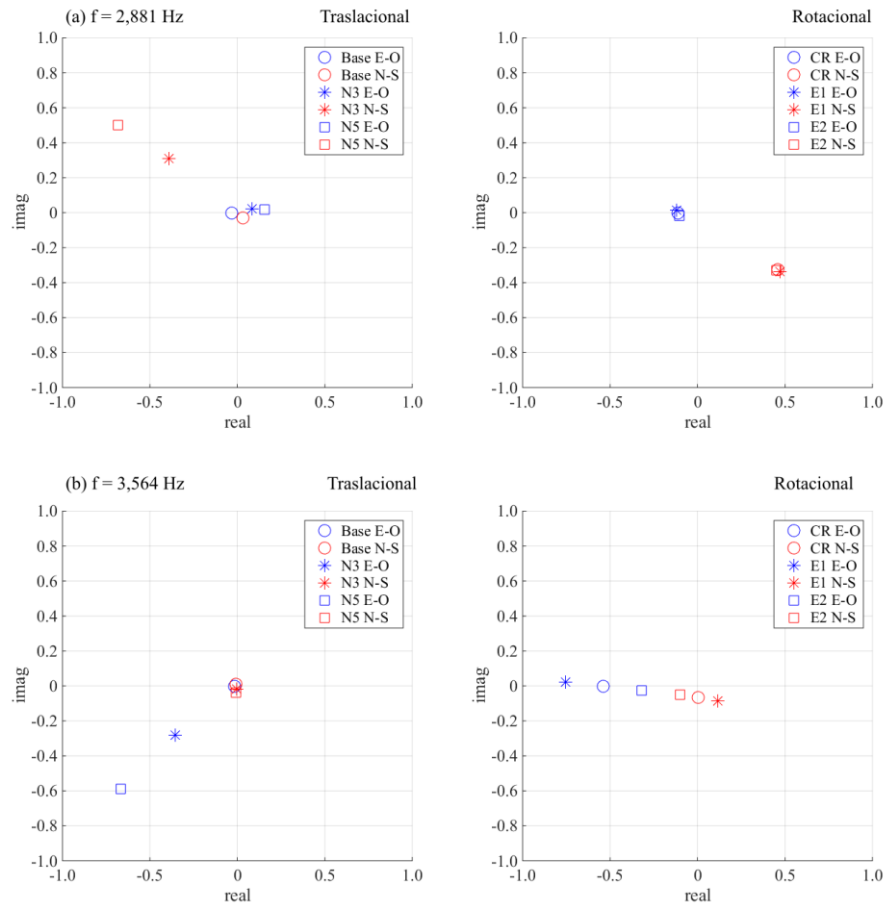 (a) f = 2,881 Hz
Traslacional
1.0
0.8
0.6
0.4
0.2
0
-0.2
-0.4
-0.6
-0.8
-1.0
imag
-1.0
-0.5
0
0.5
1.0
real
Base E-O
Base N-S
N3 E-O
N3 N-S
N5 E-O
N5 N-S
Rotacional
1.0
0.8
0.6
0.4
0.2
0
-0.2
-0.4
-0.6
-0.8
-1.0
imag
-1.0
-0.5
0
0.5
1.0
real
CR E-O
CR N-S
E1 E-O
E1 N-S
E2 E-O
E2 N-S
(b) f = 3,564 Hz
Traslacional
1.0
0.8
0.6
0.4
0.2
0
-0.2
-0.4
-0.6
-0.8
-1.0
imag
-1.0
-0.5
0
0.5
1.0
real
Base E-O
Base N-S
N3 E-O
N3 N-S
N5 E-O
N5 N-S
Rotacional
1.0
0.8
0.6
0.4
0.2
0
-0.2
-0.4
-0.6
-0.8
-1.0
imag
-1.0
-0.5
0
0.5
1.0
real
CR E-O
CR N-S
E1 E-O
E1 N-S
E2 E-O
E2 N-S